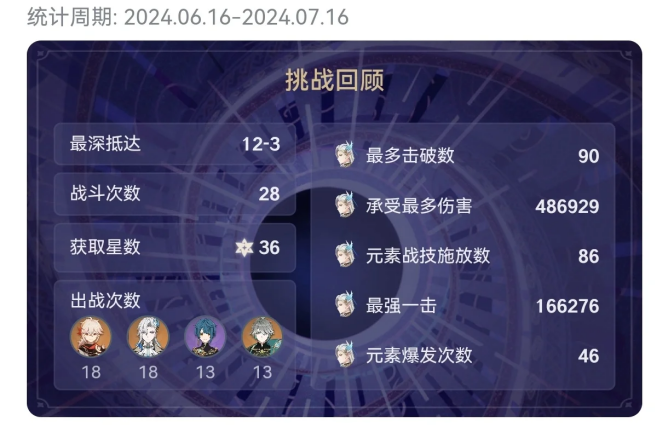 统计周期: 2024.06.16-2024.07.16
挑战回顾
最深抵达 12-3
战斗次数 28
获取星数 36
出战次数
18 18 13 13
最多击破数 90
承受最多伤害 486929
元素战技施放数 86
最强一击 166276
元素爆发次数 46